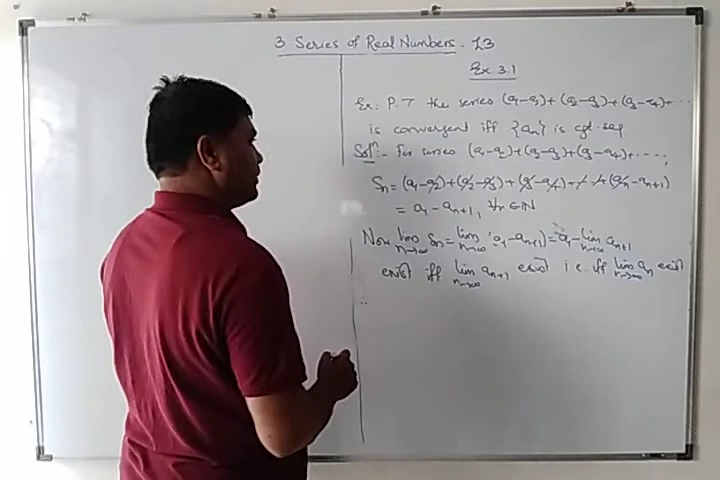 3 Series of Real Numbers - L3
Ex. 3.1
Ex: P.T the series (a₁-a₂)+(a₂-a₃)+(a₃-a₄)+.....
is convergent iff {aₙ} is cgt. seq.
Solⁿ:- For series (a₁-a₂)+(a₂-a₃)+(a₃-a₄)+.....,
Sₙ = (a₁-a₂)+(a₂-a₃)+(a₃-a₄)+...+(aₙ-aₙ₊₁)
= a₁-aₙ₊₁, ∀n∈ℕ
Now lim n→∞ Sₙ = lim n→∞ (a₁-aₙ₊₁) = a₁- lim n→∞ aₙ₊₁
exist iff lim n→∞ aₙ₊₁ exist i.e. iff lim n→∞ aₙ exist
∴